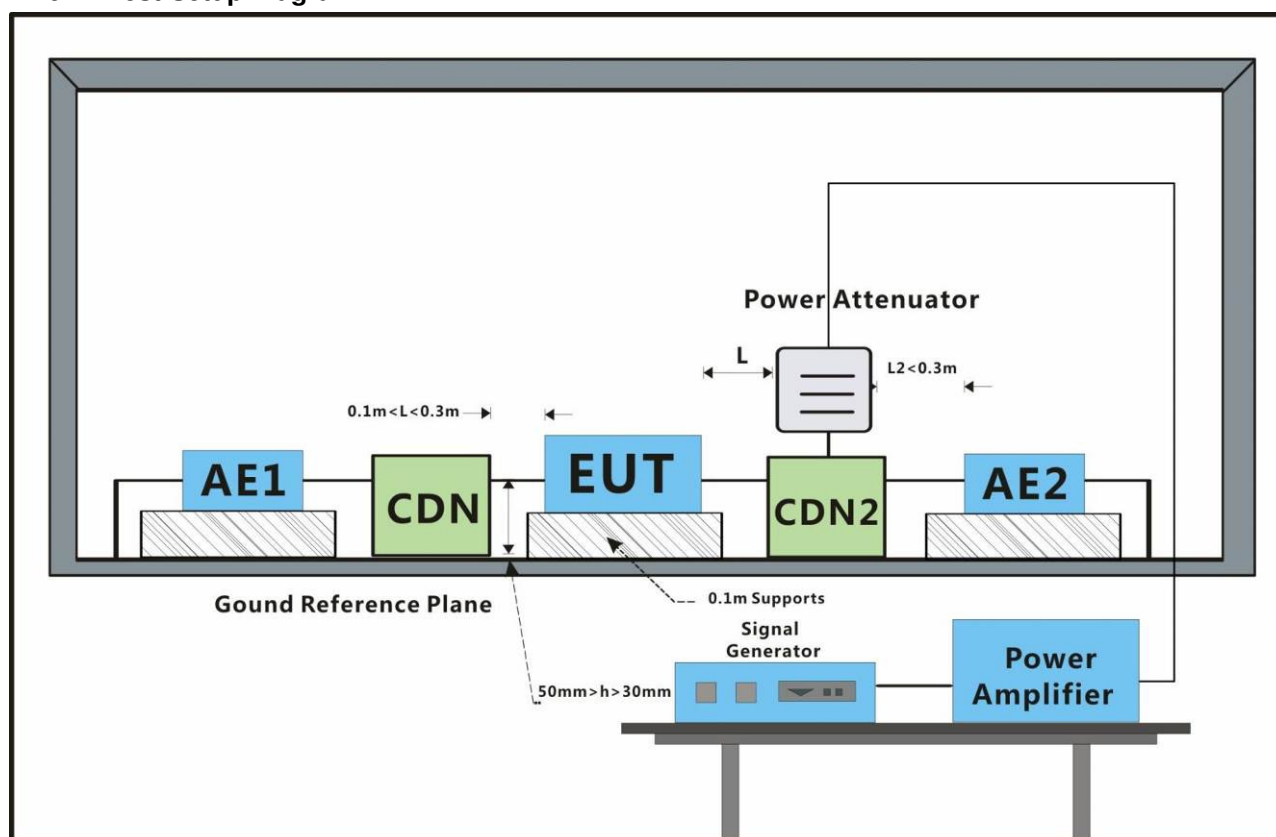 Power Attenuator
L
L2<0.3m
0.1m<L<0.3m
AE1
CDN
EUT
CDN2
AE2
Gound Reference Plane
0.1m Supports
Signal
Generator
50mm>h>30mm
Power
Amplifier